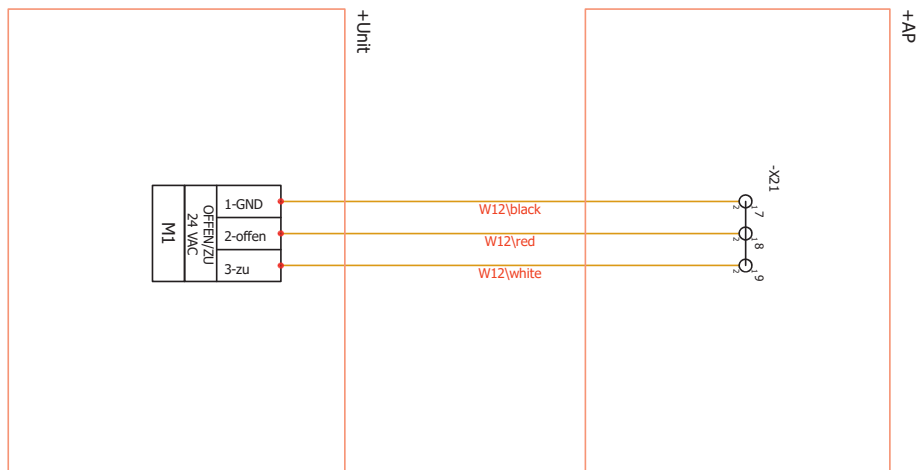 +Unit
+AP
-X21
1-GND
2-offen
3-zu
OFFEN/ZU
24 VAC
M1
W12\black
W12\red
W12\white
2
1
7
2
1
8
2
1
9